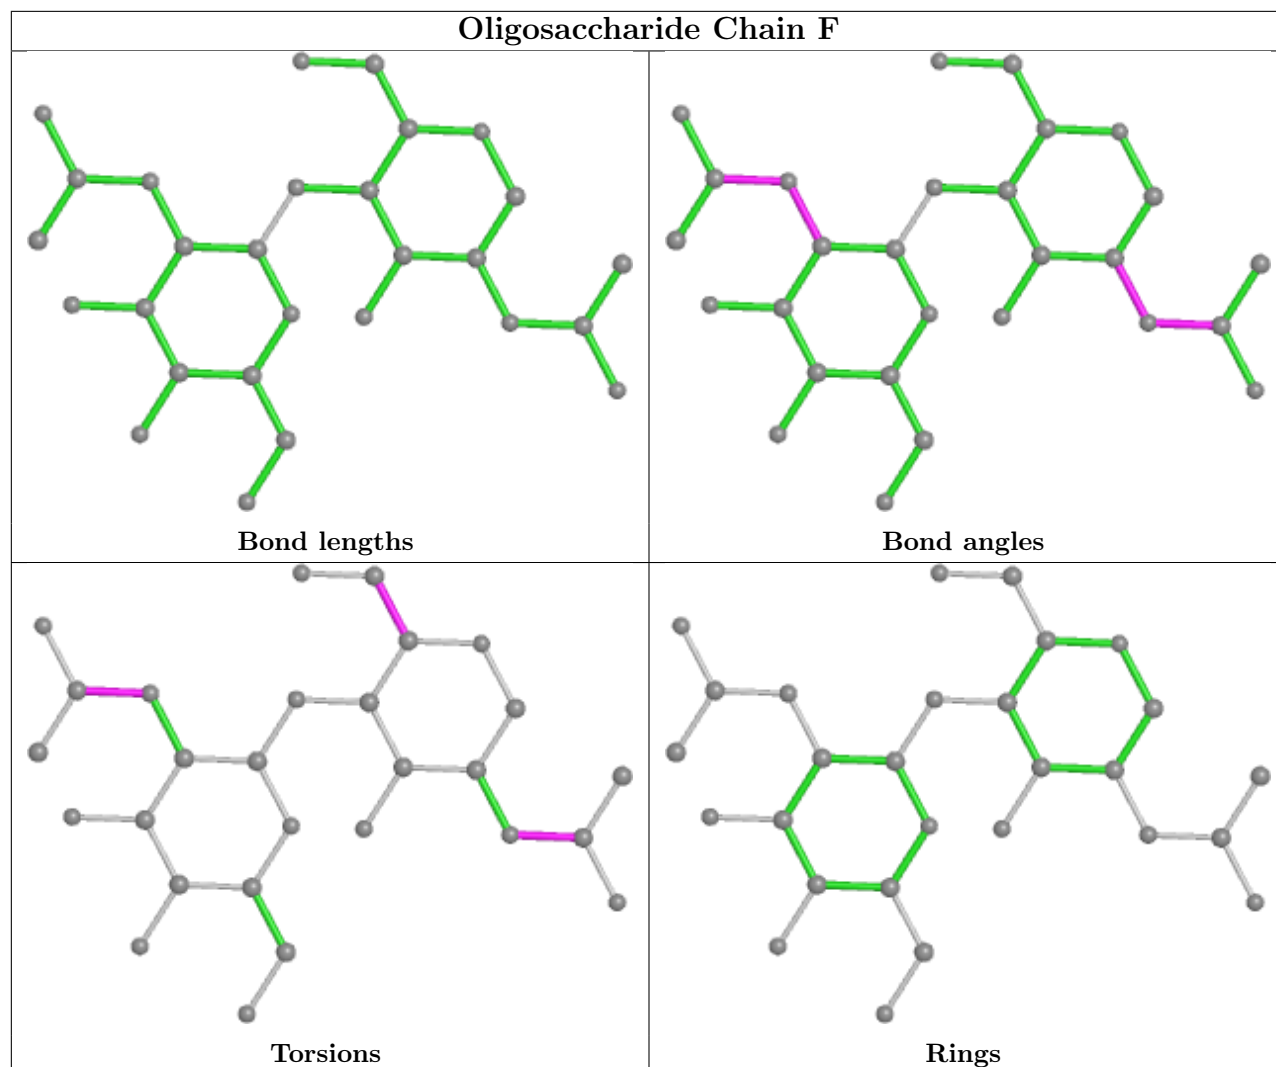 Oligosaccharide Chain F
Bond lengths
Bond angles
Torsions
Rings